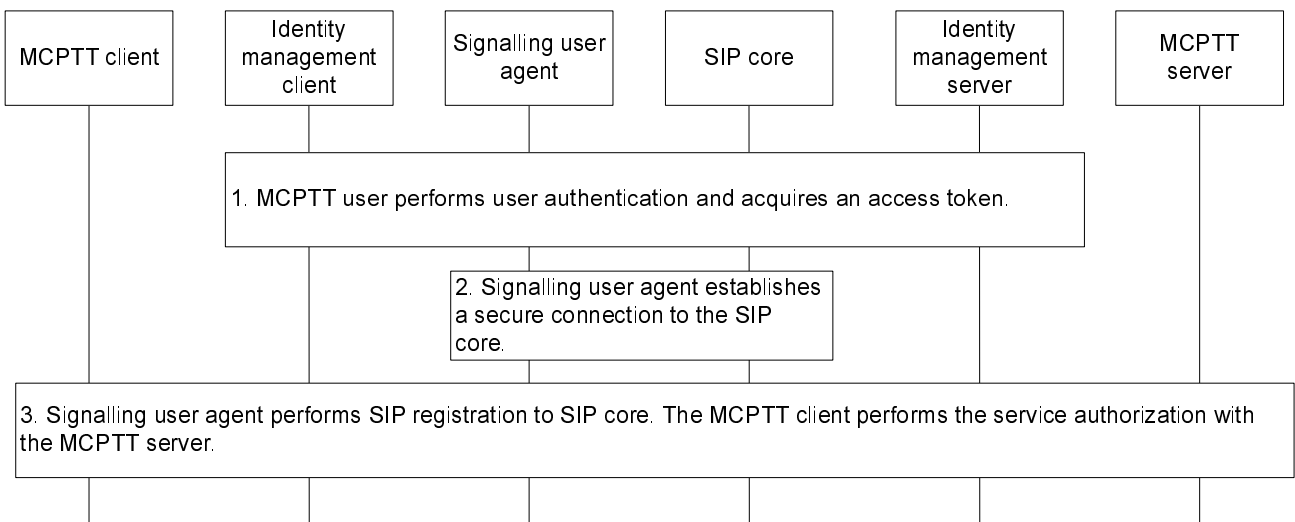 MCPTT client
Identity
management
client
Signalling user
agent
SIP core
Identity
management
server
MCPTT
server
1. MCPTT user performs user authentication and acquires an access token.
2. Signalling user agent establishes
a secure connection to the SIP
core.
3. Signalling user agent performs SIP registration to SIP core. The MCPTT client performs the service authorization with
the MCPTT server.